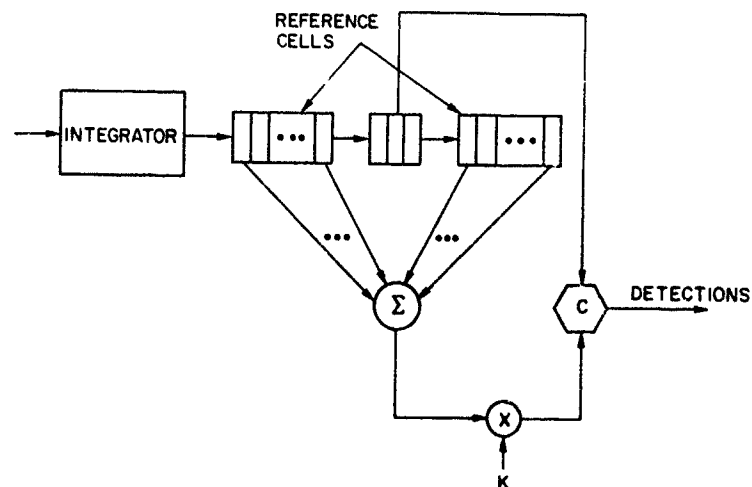 REFERENCE
CELLS
INTEGRATOR
•••
•••
•••
•••
Σ
C
DETECTIONS
X
K